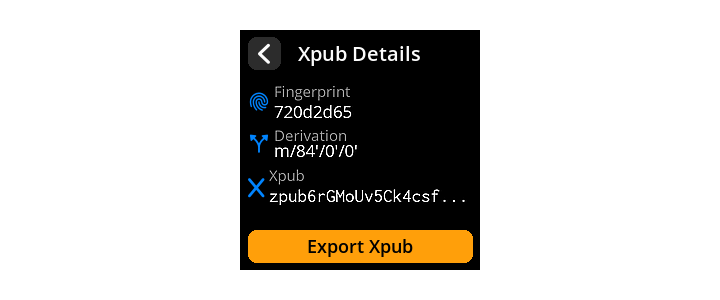 Xpub Details
Fingerprint
720d2d65
Derivation
m/84'/0'/0'
Xpub
zpub6rGMoUv5Ck4csf...
Export Xpub